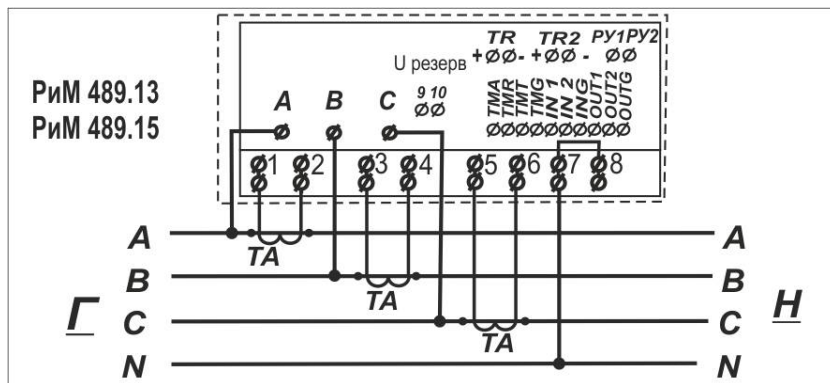 TR TR2 РУ1РУ2
+ - + -
U резерв
РиМ 489.13
РиМ 489.15
A B C
9 10
TMA TMR TMT TMG IN 1 IN 2 ING OUT1 OUT2 OUTG
1 2 3 4 5 6 7 8
A A
TA
B B
TA
Г Н
C C
TA
N N